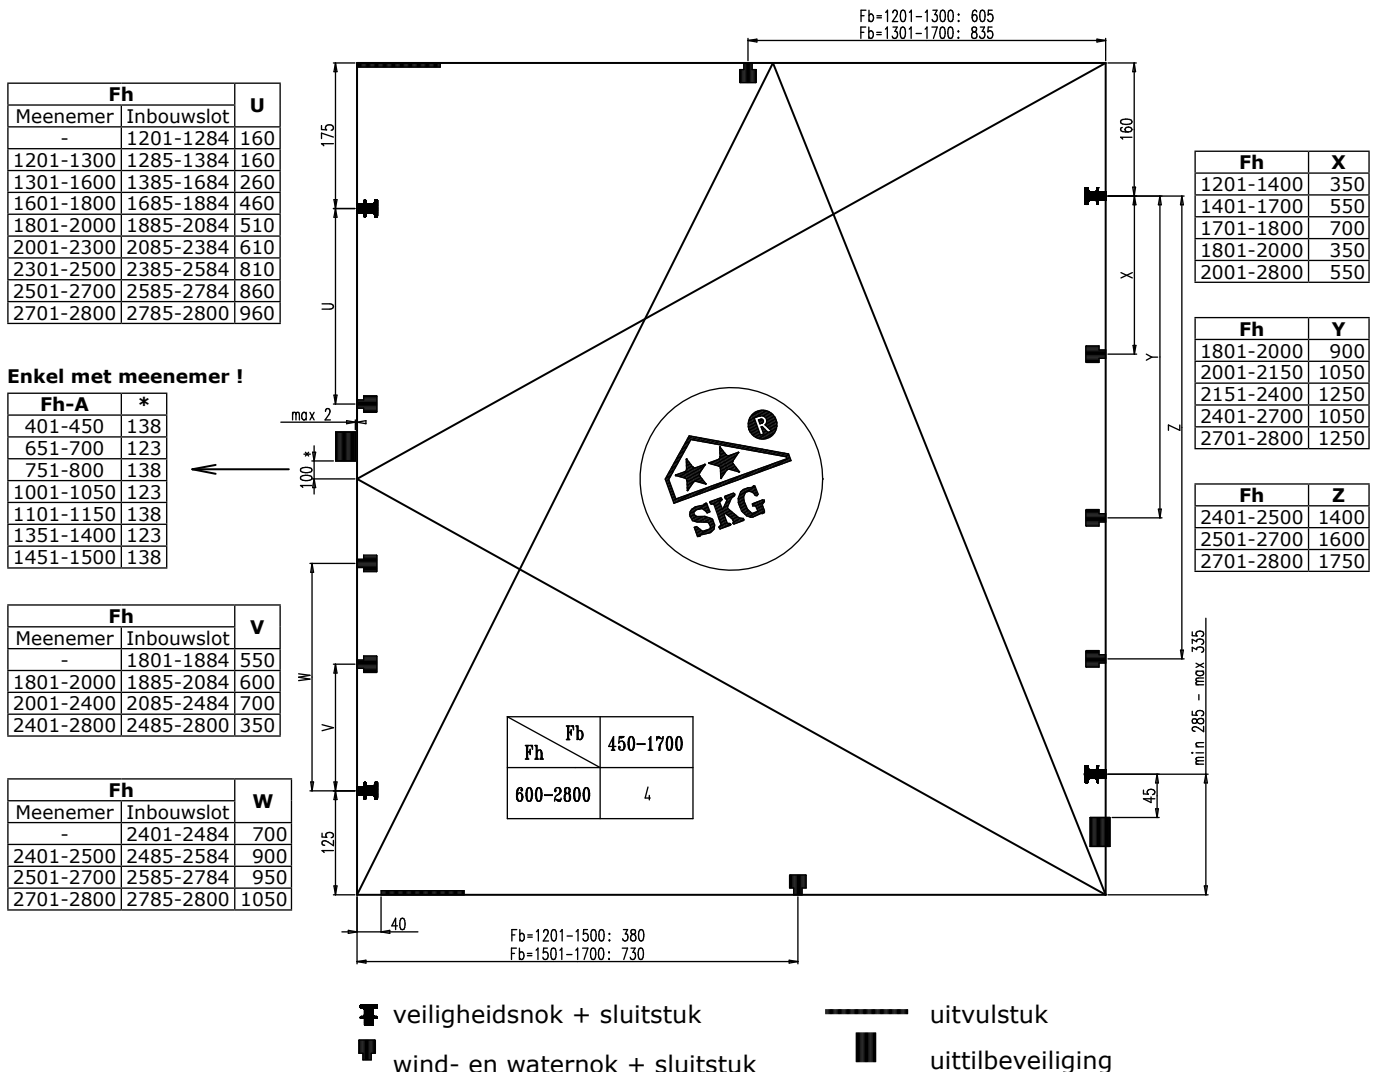 Fb=1201-1300: 605
Fb=1301-1700: 835
Fh U
Meenemer Inbouwslot
- 1201-1284 160
1201-1300 1285-1384 160
1301-1600 1385-1684 260
1601-1800 1685-1884 460
1801-2000 1885-2084 510
2001-2300 2085-2384 610
2301-2500 2385-2584 810
2501-2700 2585-2784 860
2701-2800 2785-2800 960
175
U
160
X
Y
Z
Fh X
1201-1400 350
1401-1700 550
1701-1800 700
1801-2000 350
2001-2800 550
Fh Y
1801-2000 900
2001-2150 1050
2151-2400 1250
2401-2700 1050
2701-2800 1250
Fh Z
2401-2500 1400
2501-2700 1600
2701-2800 1750
Enkel met meenemer !
Fh-A *
401-450 138
651-700 123
751-800 138
1001-1050 123
1101-1150 138
1351-1400 123
1451-1500 138
max 2
100 *
R
SKG
Fh V
Meenemer Inbouwslot
- 1801-1884 550
1801-2000 1885-2084 600
2001-2400 2085-2484 700
2401-2800 2485-2800 350
W
V
125
Fb
Fh
450-1700
600-2800 4
min 285 - max 335
45
Fh W
Meenemer Inbouwslot
- 2401-2484 700
2401-2500 2485-2584 900
2501-2700 2585-2784 950
2701-2800 2785-2800 1050
40
Fb=1201-1500: 380
Fb=1501-1700: 730
veiligheidsnok + sluitstuk
uitvulstuk
wind- en waternok + sluitstuk
uittilbeveiliging